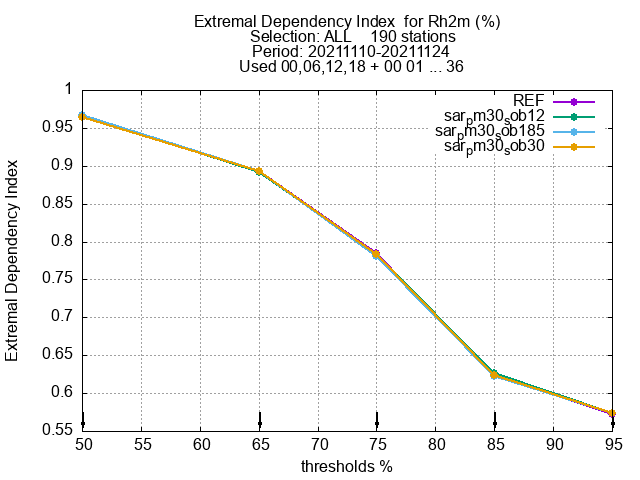 Extremal Dependency Index  for Rh2m (%)
Selection: ALL    190 stations
Period: 20211110-20211124
Used 00,06,12,18 + 00 01 ... 36
REF
sar_pm30_sob12
sar_pm30_sob185
sar_pm30_sob30
1
0.95
0.9
0.85
0.8
0.75
0.7
0.65
0.6
0.55
Extremal Dependency Index
50 55 60 65 70 75 80 85 90 95
thresholds %